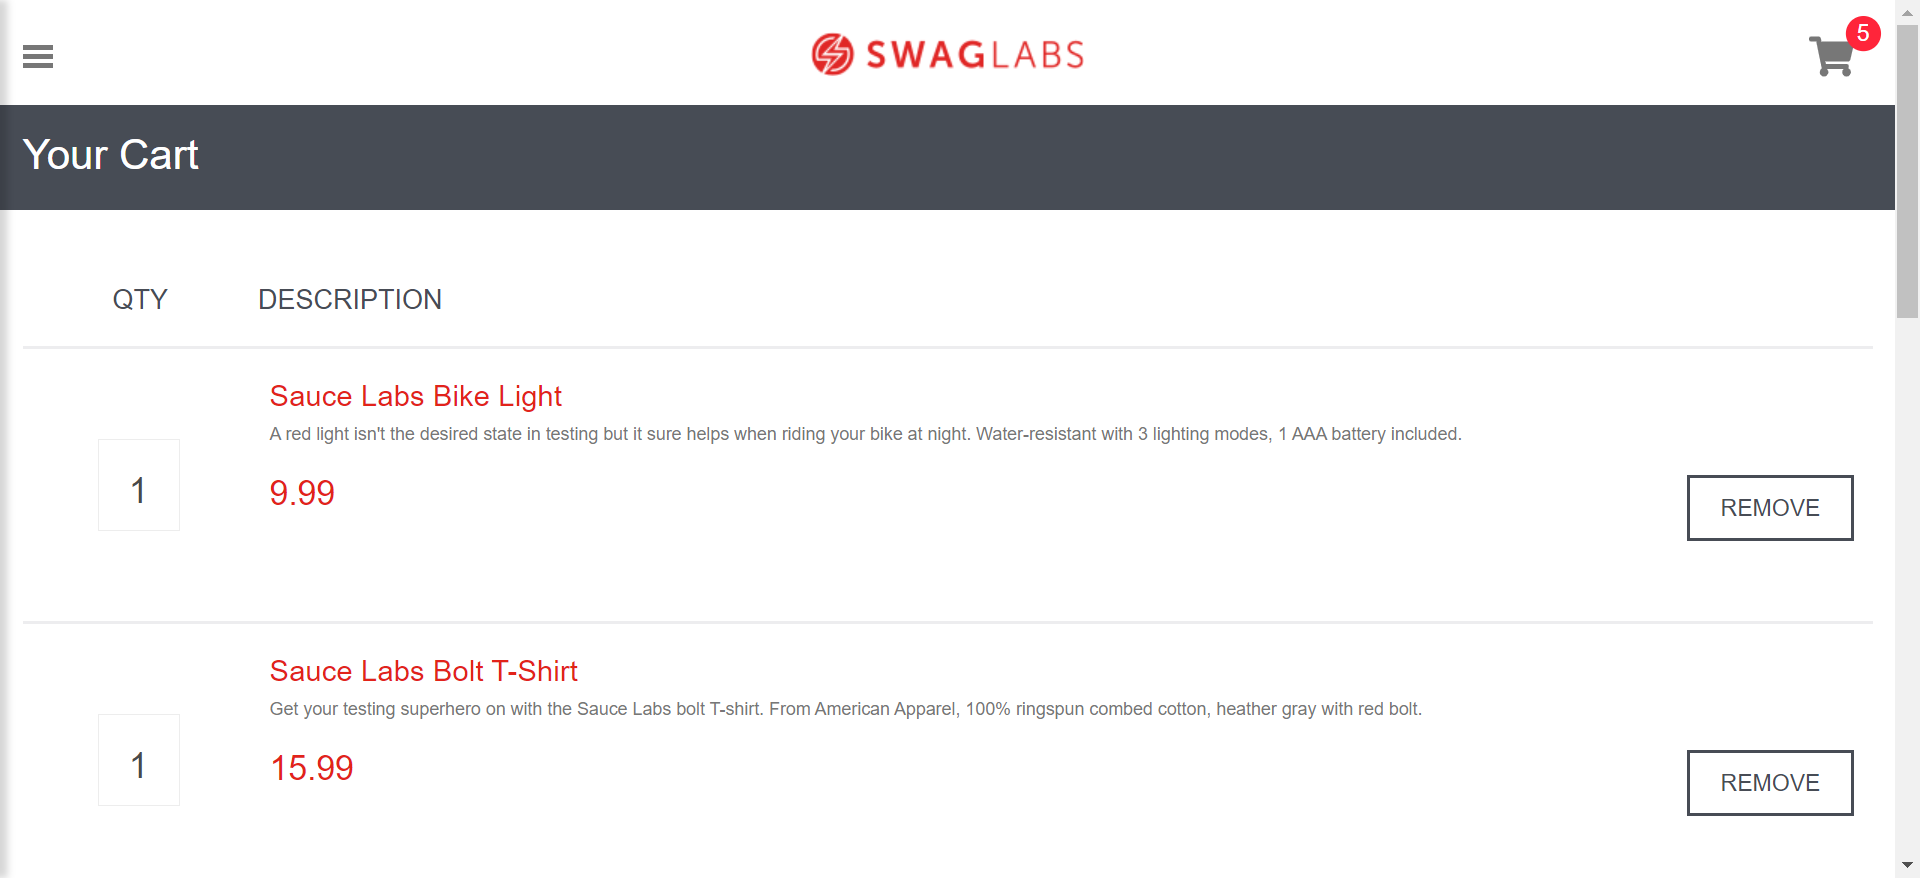 SWAGLABS
5
Your Cart
QTY DESCRIPTION
Sauce Labs Bike Light
A red light isn't the desired state in testing but it sure helps when riding your bike at night. Water-resistant with 3 lighting modes, 1 AAA battery included.
1
9.99
REMOVE
Sauce Labs Bolt T-Shirt
Get your testing superhero on with the Sauce Labs bolt T-shirt. From American Apparel, 100% ringspun combed cotton, heather gray with red bolt.
1
15.99
REMOVE